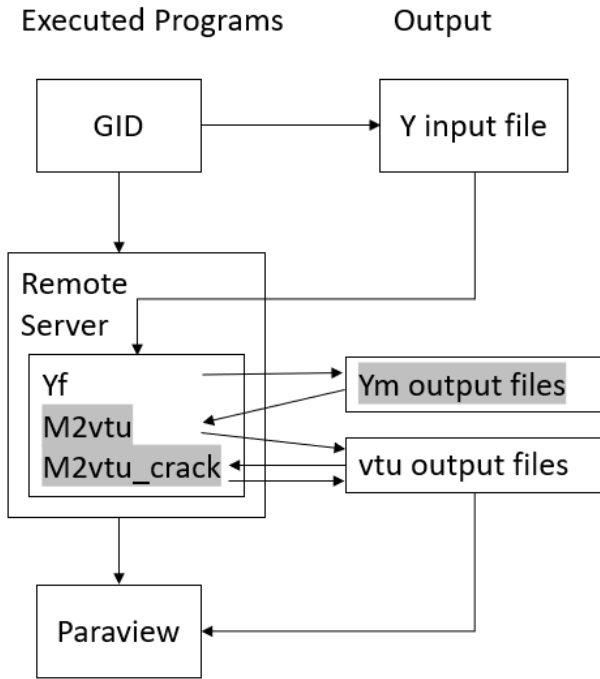 Executed Programs
Output
GID
Y input file
Remote
Server
Yf
Ym output files
M2vtu
M2vtu_crack
vtu output files
Paraview